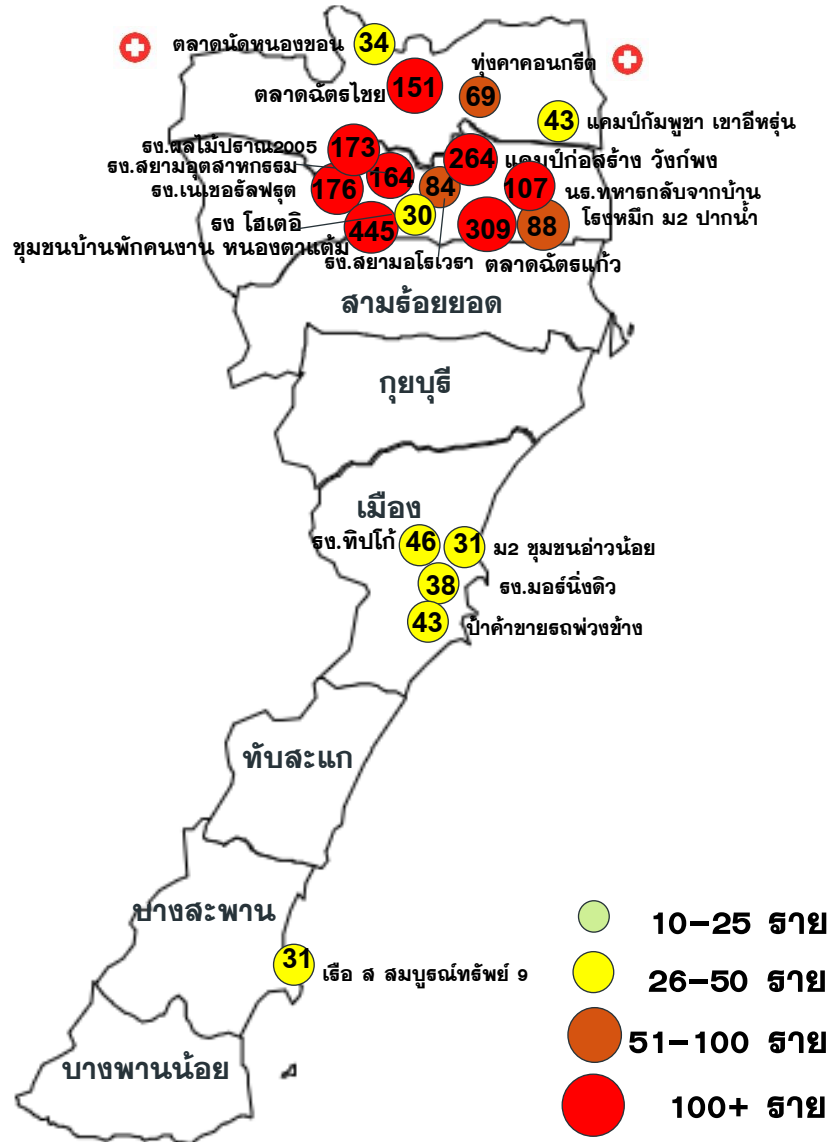 ตลาดนัดหนองขอน
34
ทุ่งคาคอนกรีต
ตลาดฉัตรไชย
151
69
43
แคมป์กัมพูชา เขาอีหรุ่น
รง.ผลไม้ปราณ2005
173
264
แคมป์ก่อสร้าง วังก์พง
รง.สยามอุตสาหกรรม
164
รง.เนเชอรัลฟรุต
176
84
107
นร.ทหารกลับจากบ้าน
รง โฮเตอิ
30
309
88
โรงหมึก ม2 ปากน้ำ
445
ชุมชนบ้านพักคนงาน หนองตาแต้ม
รง.สยามอโรเวรา
ตลาดฉัตรแก้ว
สามร้อยยอด
กุยบุรี
เมือง
รง.ทิปโก้
46
31
ม2 ชุมชนอ่าวน้อย
38
รง.มอร์นิ่งดิว
43
ป้าค้าขายรถพ่วงข้าง
ทับสะแก
บางสะพาน
31
เรือ ส สมบูรณ์ทรัพย์ 9
บางพานน้อย
10-25 ราย
26-50 ราย
51-100 ราย
100+ ราย